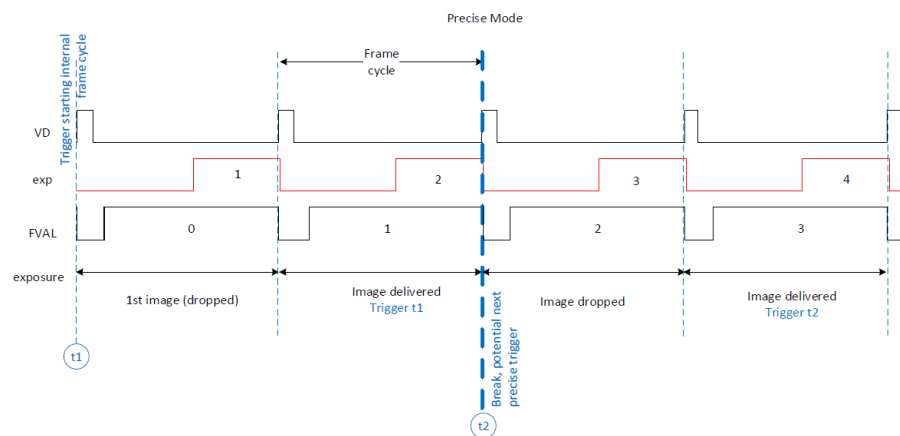 Precise Mode
Trigger starting internal
frame cycle
Frame
cycle
VD
exp
1
2
3
4
FVAL
0
1
2
3
exposure
1st image (dropped)
Image delivered
Trigger t1
Image dropped
Image delivered
Trigger t2
Break, potential next
precise trigger
t1
t2